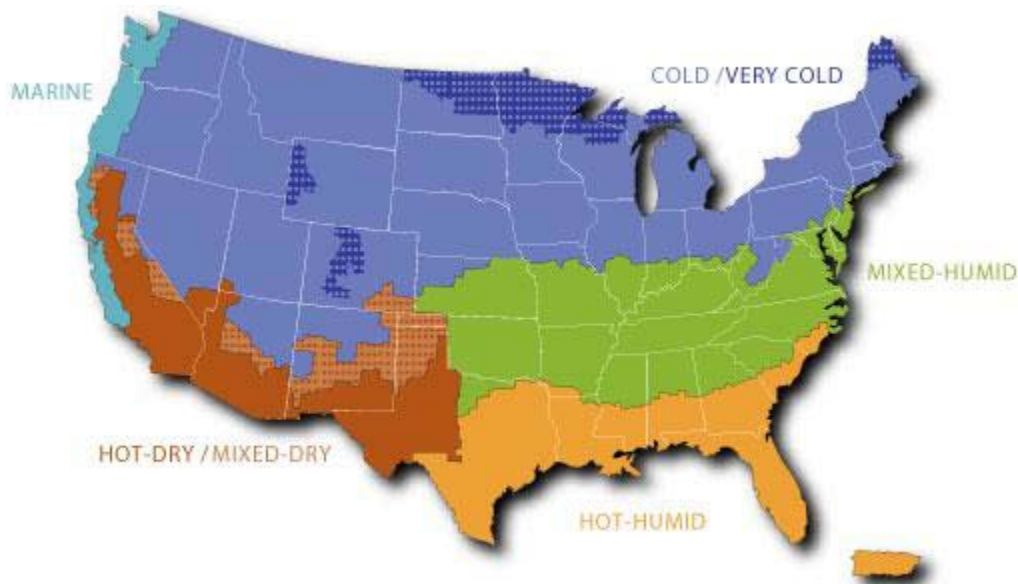 COLD / VERY COLD
MARINE
MIXED-HUMID
HOT-DRY / MIXED-DRY
HOT-HUMID